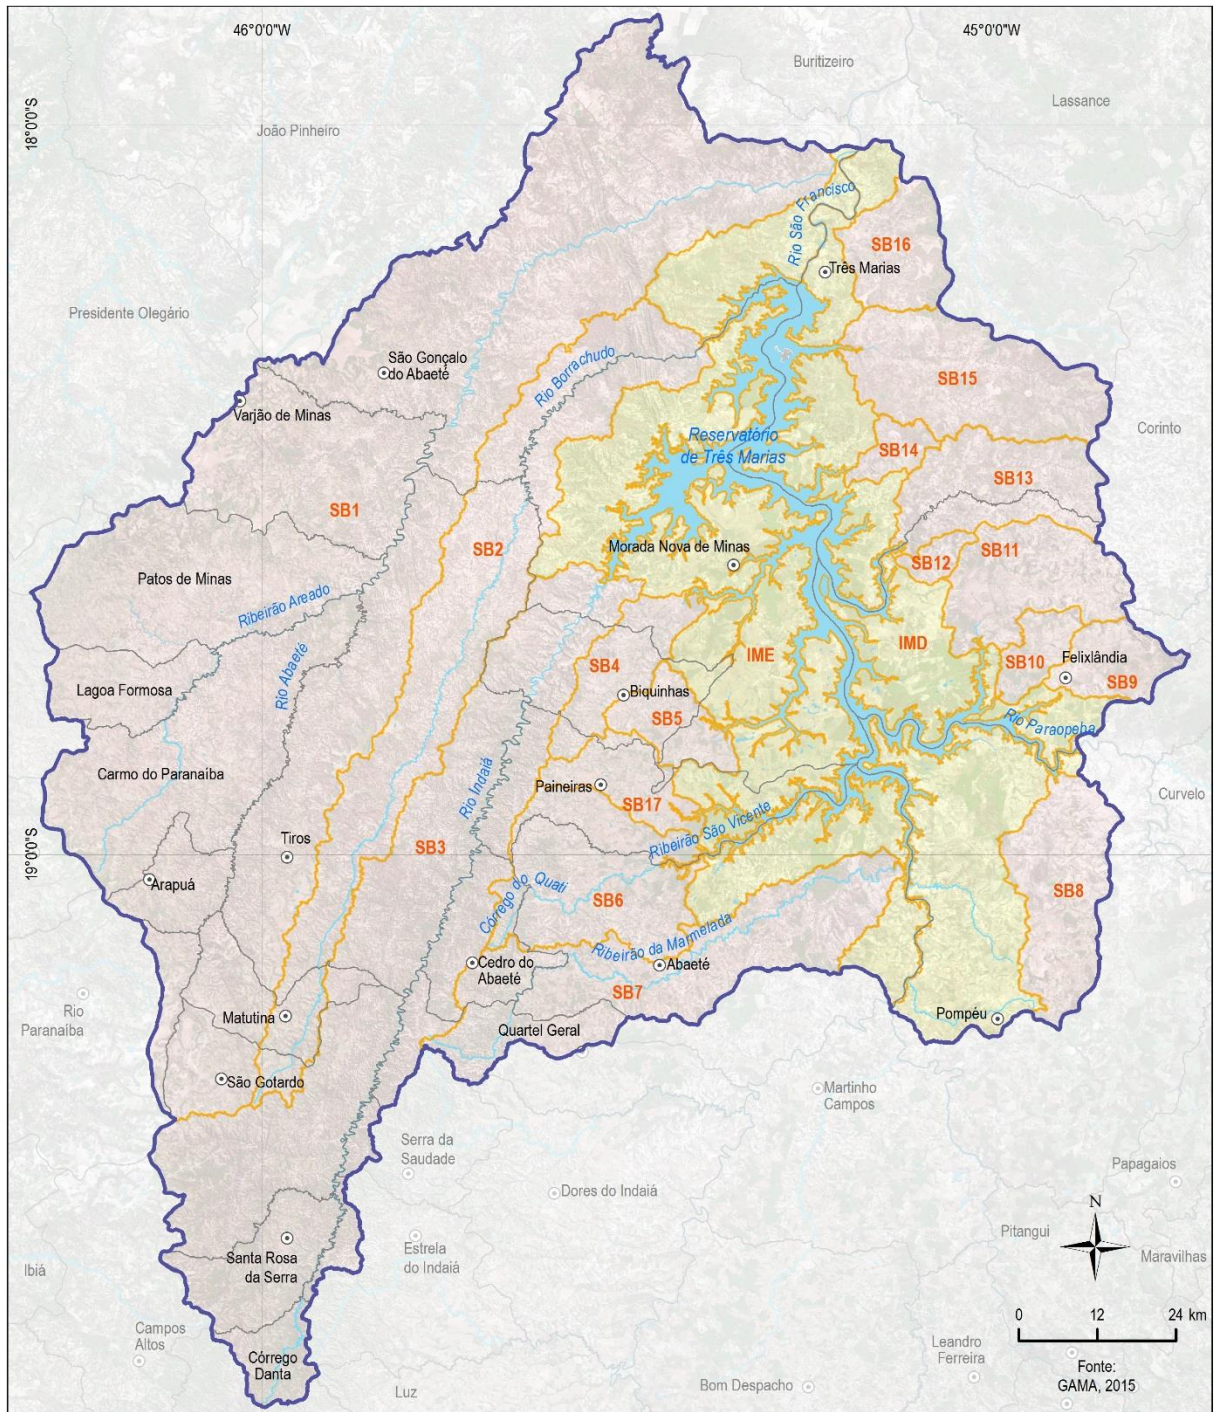 46°0'0"W
45°0'0"W
Buritizeiro
Lassance
18°0'0"S
João Pinheiro
Rio São Francisco
SB16
Três Marias
Presidente Olegário
São Gonçalo
do Abaeté
Rio Borrachudo
SB15
Varjão de Minas
Corinto
Reservatório
de Três Marias
SB14
SB13
SB1
SB2
Morada Nova de Minas
SB12
SB11
Patos de Minas
Ribeirão Areado
Rio Abaeté
SB4
IME
IMD
SB10
Felixlândia
SB9
Lagoa Formosa
Biquinhas
SB5
Rio Paraopeba
Carmo do Paranaíba
Rio Indaiá
Paineiras
SB17
Curvelo
Ribeirão São Vicente
19°0'0"S
Tiros
SB3
Arapuá
Córrego do Quati
SB6
SB8
Ribeirão da Marmelada
Cedro do
Abaeté
Abaeté
SB7
Rio
Paranaíba
Matutina
Quartel Geral
Pompéu
São Gotardo
Martinho
Campos
Serra da
Saudade
Dores do Indaiá
Papagaios
N
Pitangui
Maravilhas
Santa Rosa
da Serra
Estrela
do Indaiá
Ibiá
0 12 24 km
Campos
Altos
Leandro
Ferreira
Córrego
Danta
Fonte:
GAMA, 2015
Luz
Bom Despacho